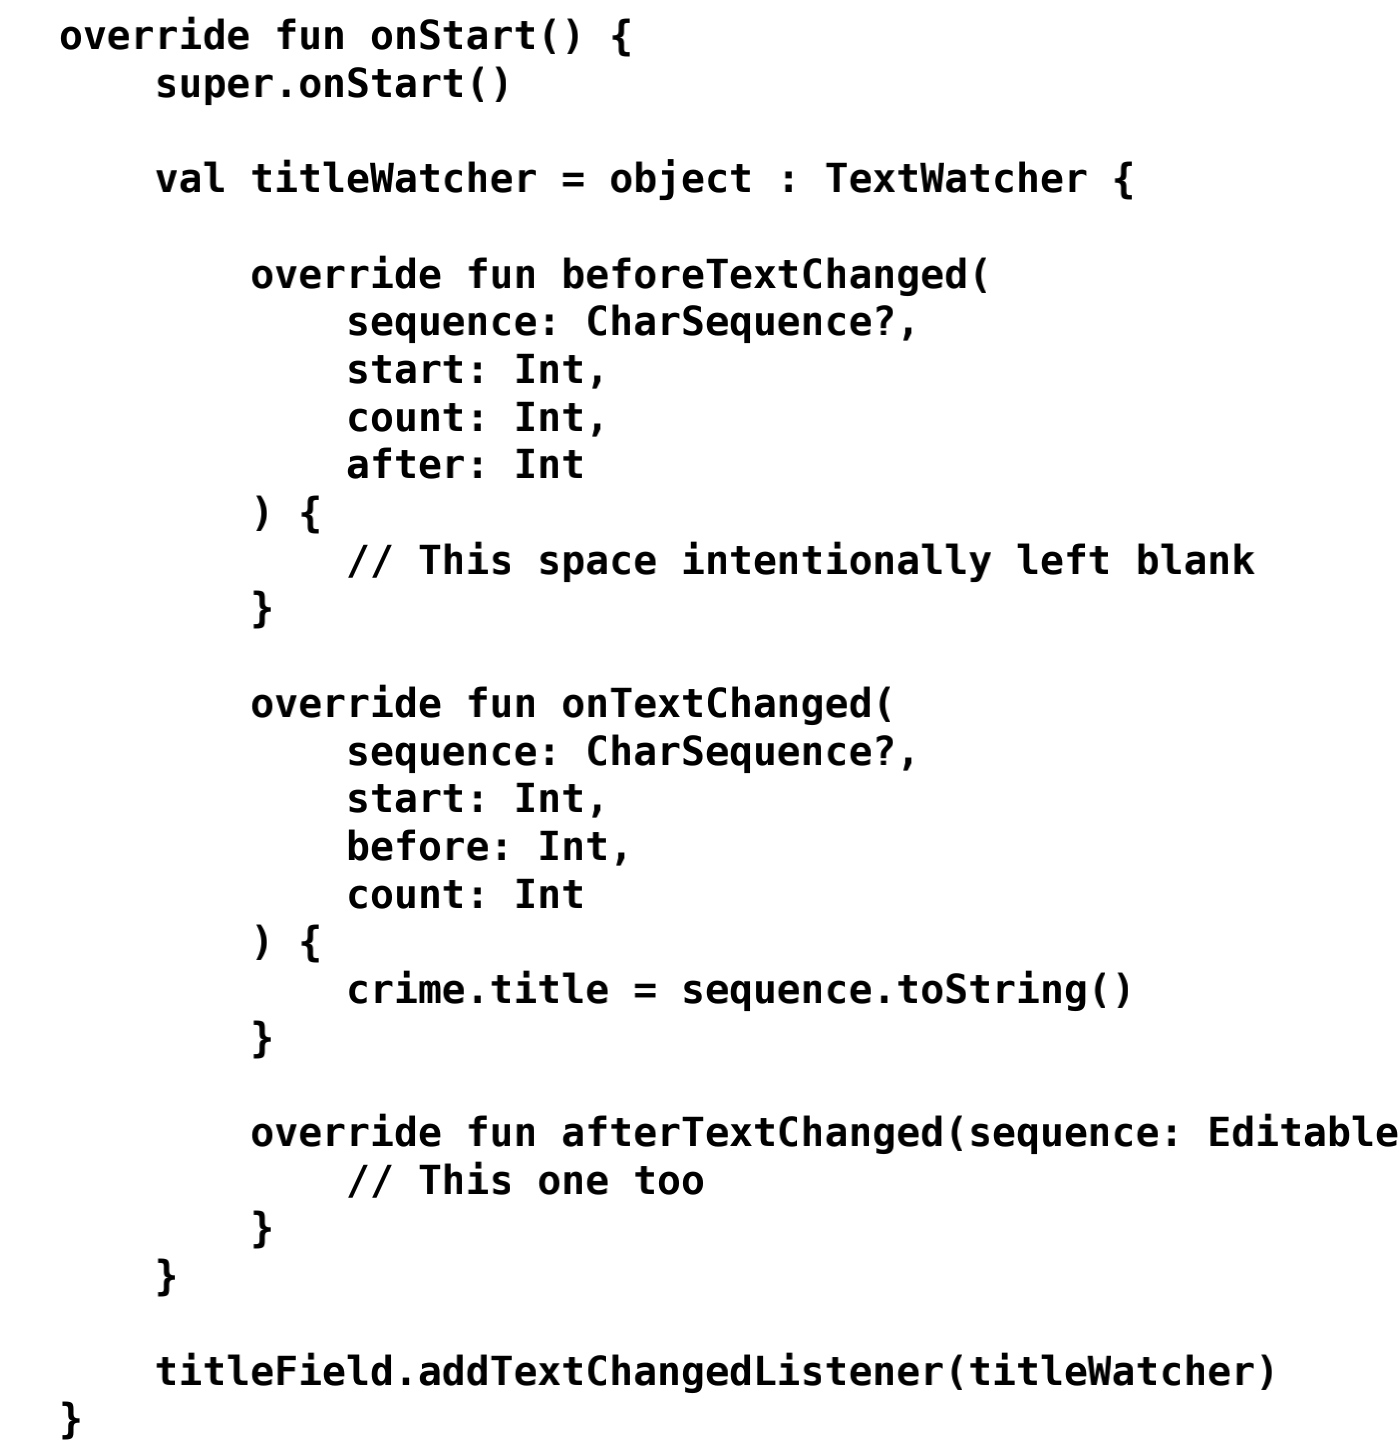 override fun onStart() {
    super.onStart()

    val titleWatcher = object : TextWatcher {

        override fun beforeTextChanged(
            sequence: CharSequence?,
            start: Int,
            count: Int,
            after: Int
        ) {
            // This space intentionally left blank
        }

        override fun onTextChanged(
            sequence: CharSequence?,
            start: Int,
            before: Int,
            count: Int
        ) {
            crime.title = sequence.toString()
        }

        override fun afterTextChanged(sequence: Editable
            // This one too
        }
    }

    titleField.addTextChangedListener(titleWatcher)
}